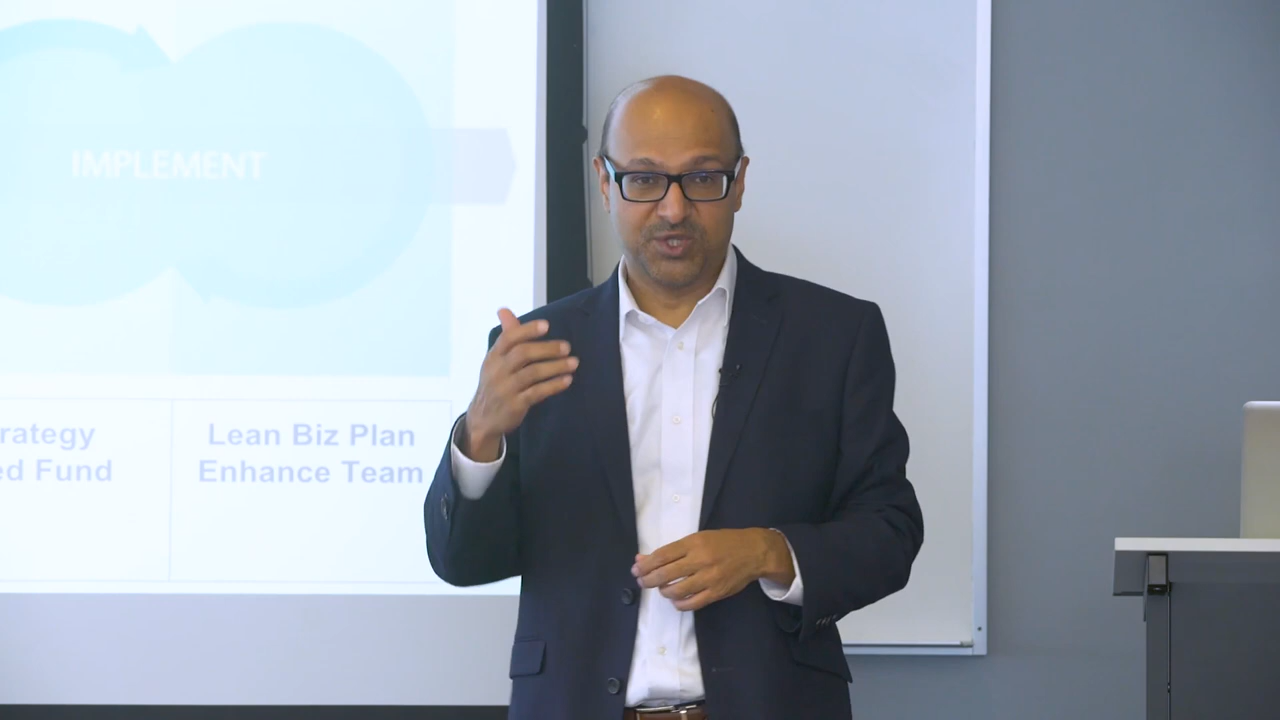 IMPLEMENT
rategy
ed Fund
Lean Biz Plan
Enhance Team